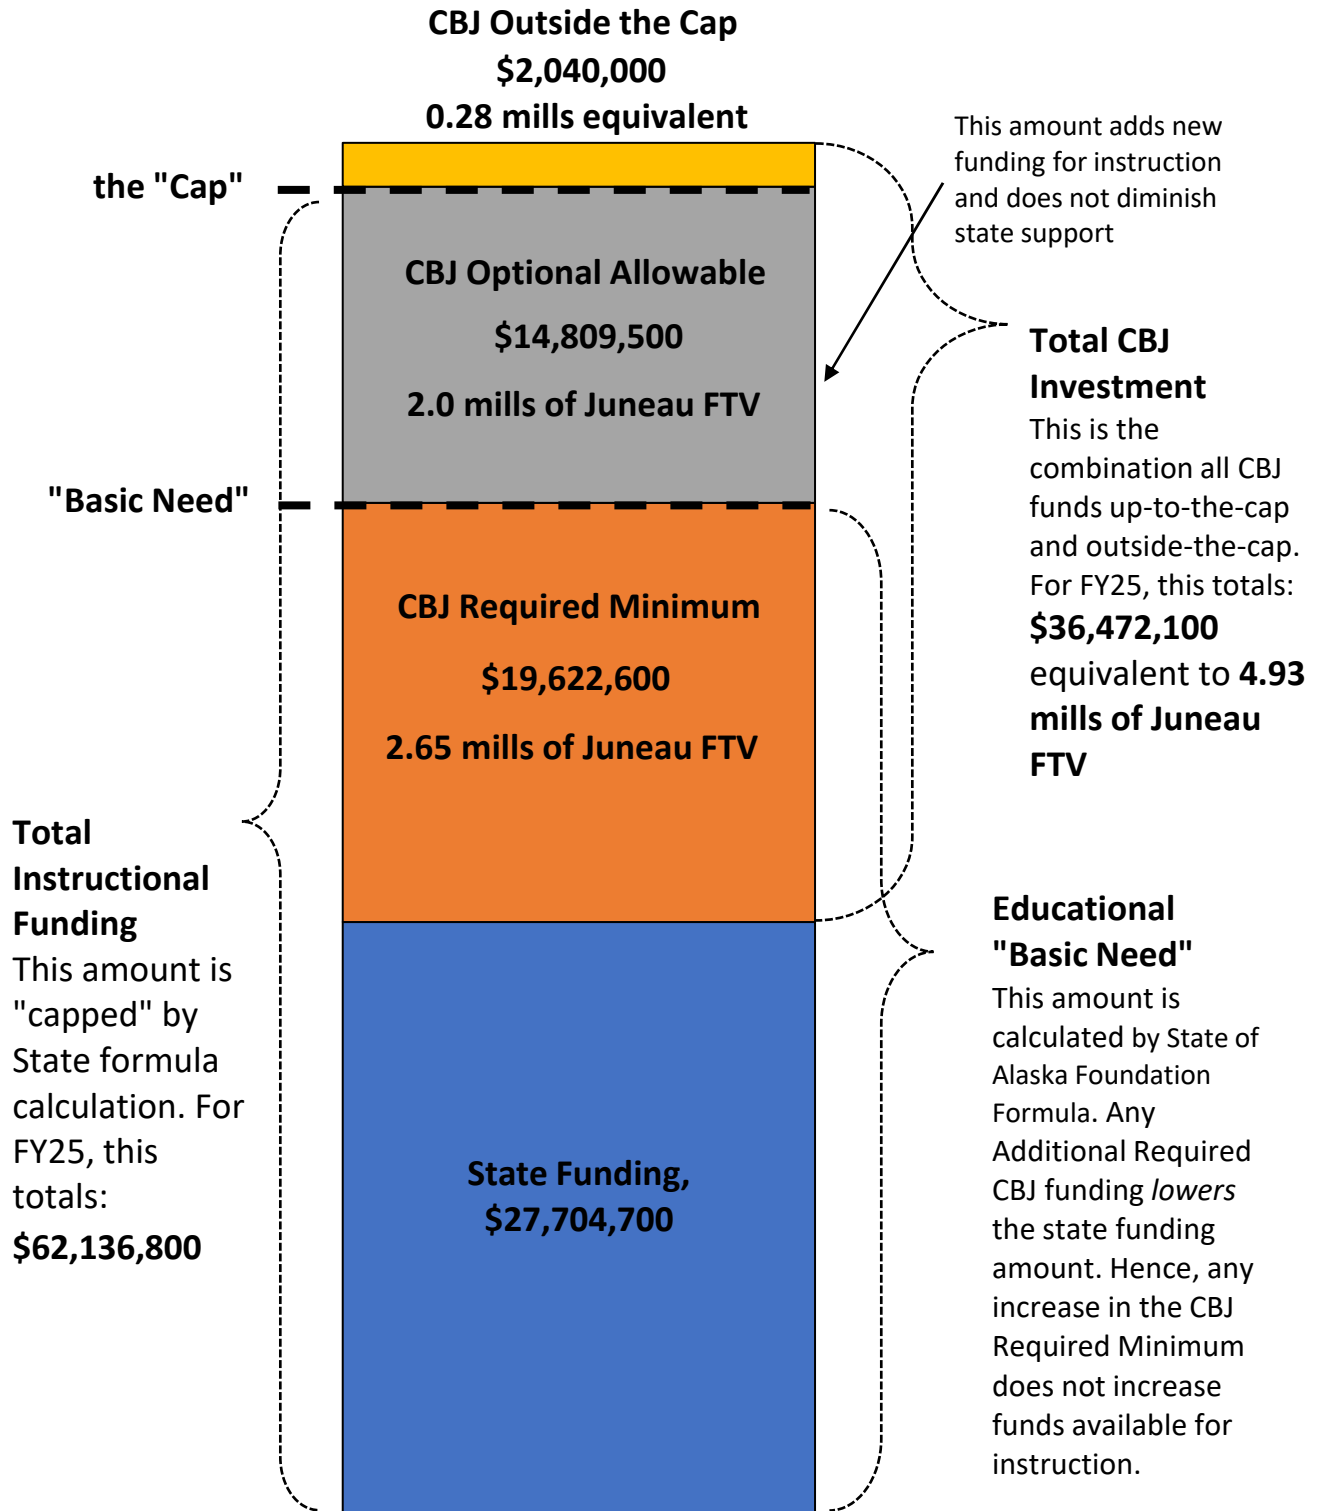 CBJ Outside the Cap
$2,040,000
0.28 mills equivalent
This amount adds new
funding for instruction
and does not diminish
state support
the "Cap"
CBJ Optional Allowable
$14,809,500
2.0 mills of Juneau FTV
Total CBJ
Investment
This is the
combination all CBJ
funds up-to-the-cap
and outside-the-cap.
For FY25, this totals:
$36,472,100
equivalent to 4.93
mills of Juneau
FTV
"Basic Need"
CBJ Required Minimum
$19,622,600
2.65 mills of Juneau FTV
Total
Instructional
Funding
This amount is
"capped" by
State formula
calculation. For
FY25, this
totals:
$62,136,800
Educational
"Basic Need"
This amount is
calculated by State of
Alaska Foundation
Formula. Any
Additional Required
CBJ funding lowers
the state funding
amount. Hence, any
increase in the CBJ
Required Minimum
does not increase
funds available for
instruction.
State Funding,
$27,704,700